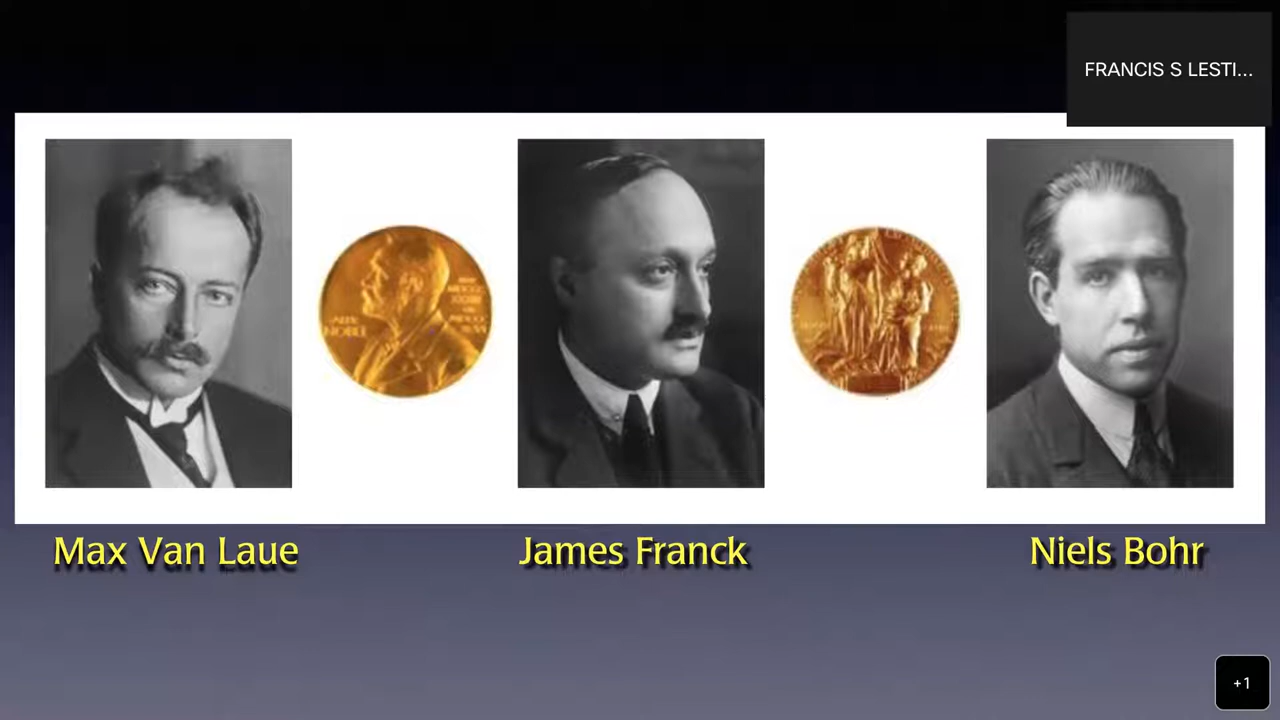 FRANCIS S LESTI...
Max Van Laue
James Franck
Niels Bohr
+1